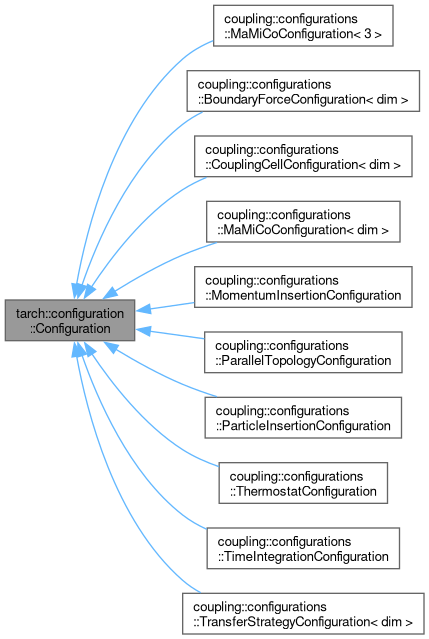 coupling::configurations
::MaMiCoConfiguration< 3 >
coupling::configurations
::BoundaryForceConfiguration< dim >
coupling::configurations
::CouplingCellConfiguration< dim >
coupling::configurations
::MaMiCoConfiguration< dim >
coupling::configurations
::MomentumInsertionConfiguration
tarch::configuration
::Configuration
coupling::configurations
::ParallelTopologyConfiguration
coupling::configurations
::ParticleInsertionConfiguration
coupling::configurations
::ThermostatConfiguration
coupling::configurations
::TimeIntegrationConfiguration
coupling::configurations
::TransferStrategyConfiguration< dim >